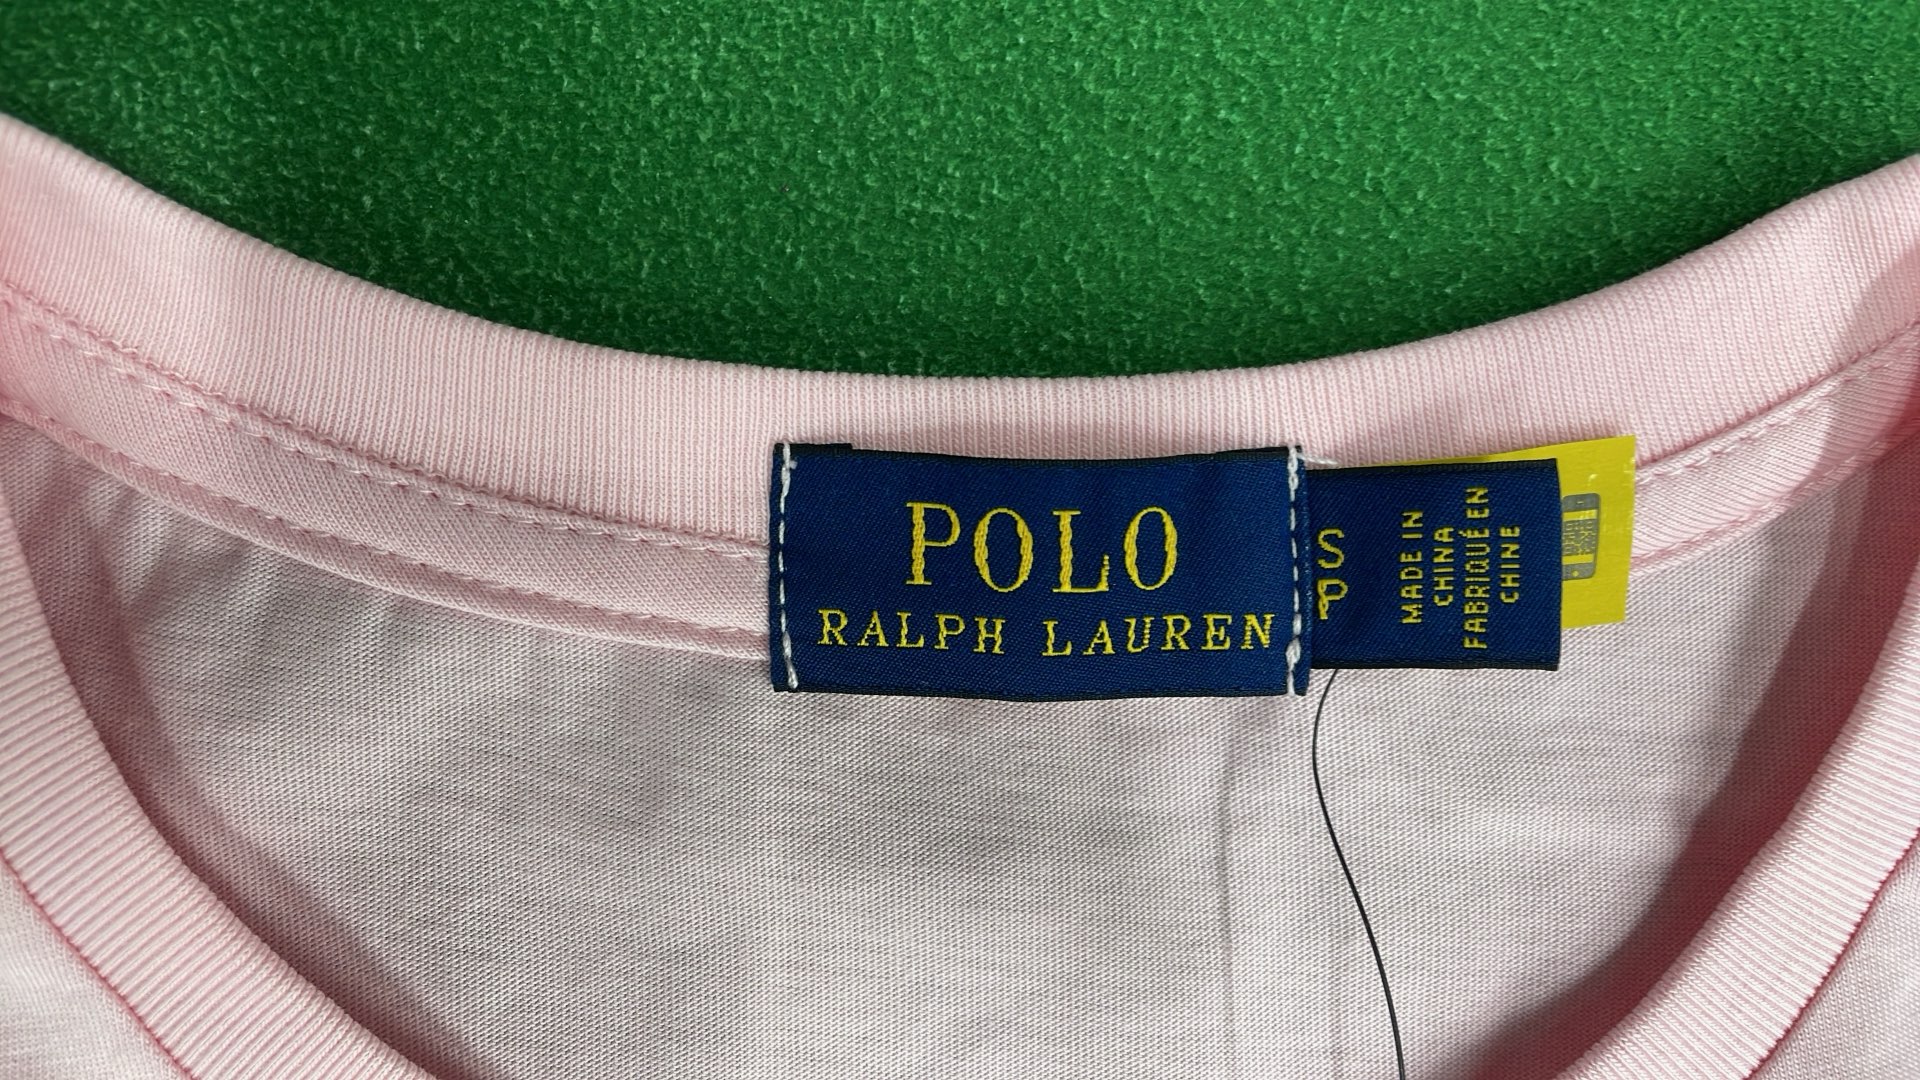 POLO
RALPH LAUREN
S
P
MADE IN
CHINA
FABRIQUÉ EN
CHINE